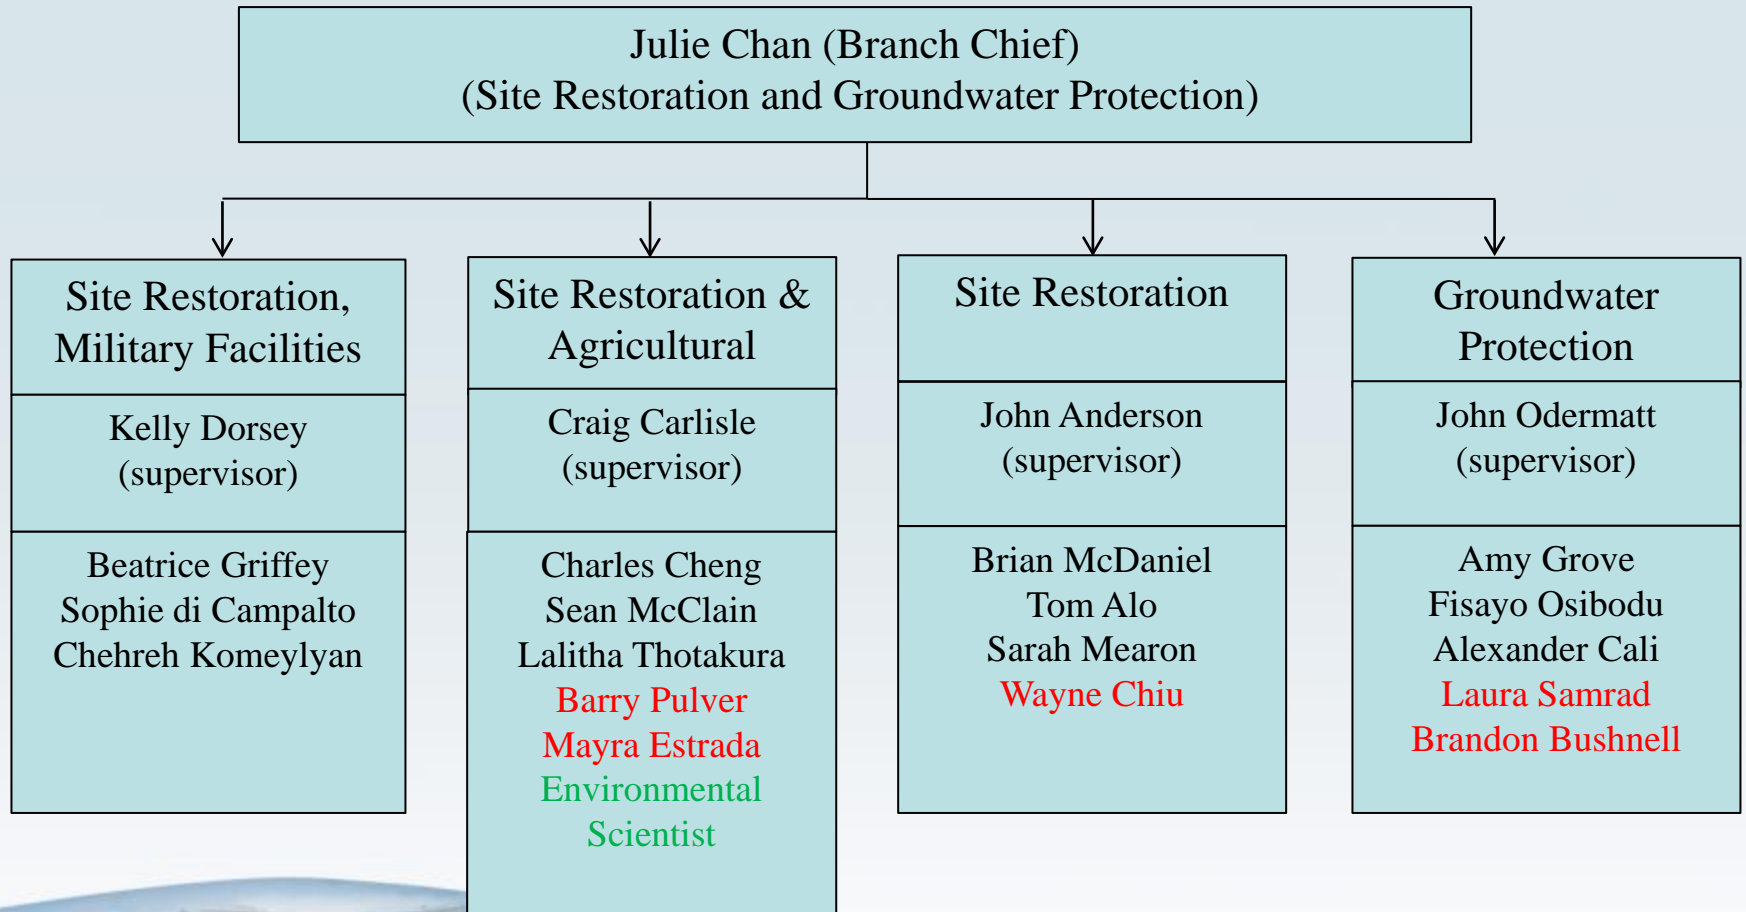 Julie Chan (Branch Chief)
(Site Restoration and Groundwater Protection)
Site Restoration,
Military Facilities
Kelly Dorsey
(supervisor)
Beatrice Griffey
Sophie di Campalto
Chehreh Komeylyan
Site Restoration &
Agricultural
Craig Carlisle
(supervisor)
Charles Cheng
Sean McClain
Lalitha Thotakura
Barry Pulver
Mayra Estrada
Environmental
Scientist
Site Restoration
John Anderson
(supervisor)
Brian McDaniel
Tom Alo
Sarah Mearon
Wayne Chiu
Groundwater
Protection
John Odermatt
(supervisor)
Amy Grove
Fisayo Osibodu
Alexander Cali
Laura Samrad
Brandon Bushnell